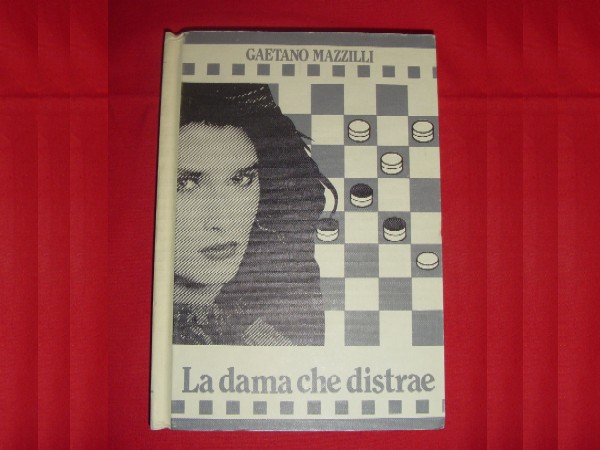 GAETANO MAZZILLI
La dama che distrae